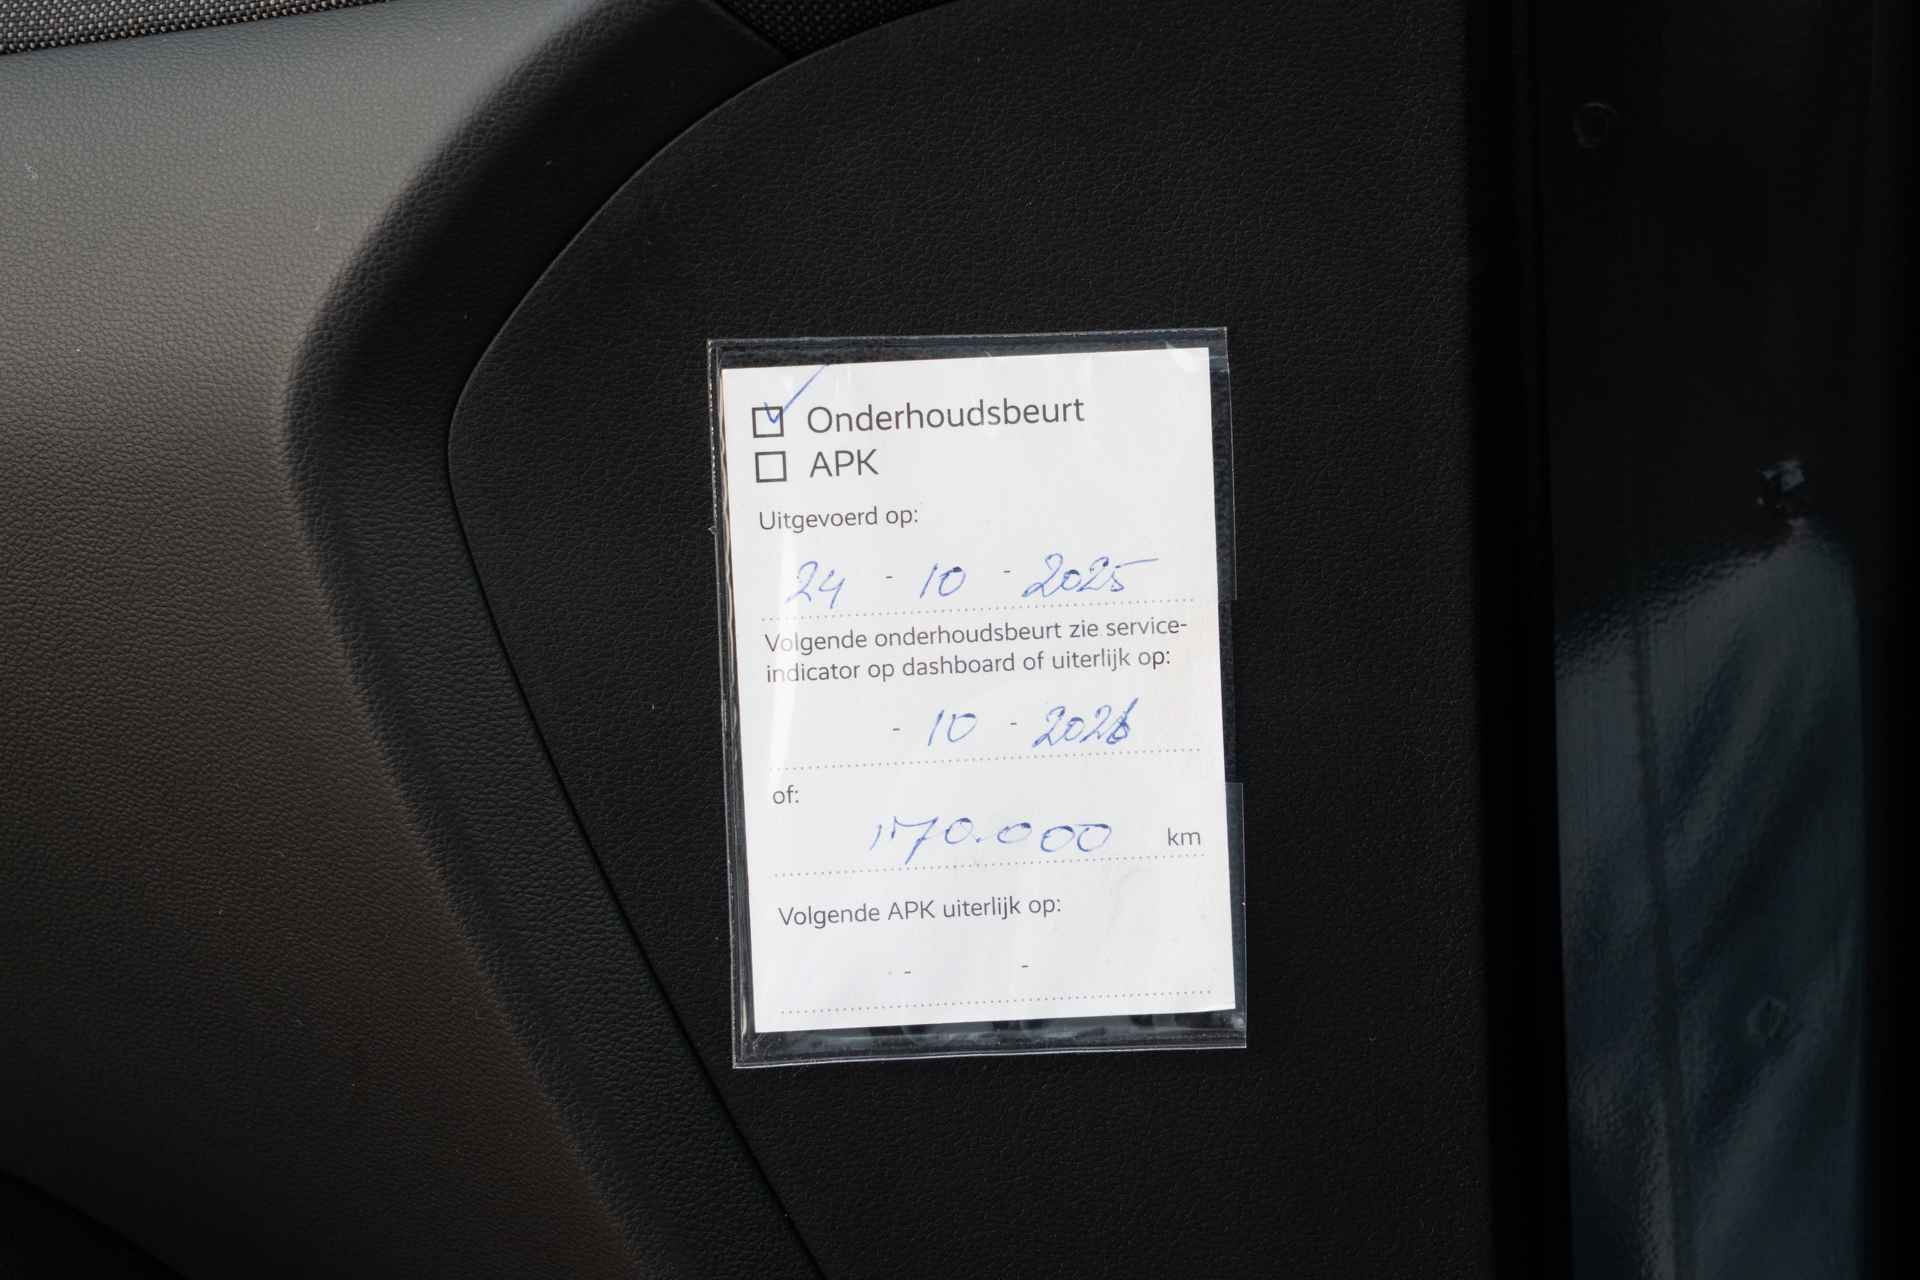 Onderhoudsbeurt
APK
Uitgevoerd op:
24 - 10 - 2025
Volgende onderhoudsbeurt zie service-
indicator op dashboard of uiterlijk op:
- 10 - 2026
of:
170.000 km
Volgende APK uiterlijk op:
- -